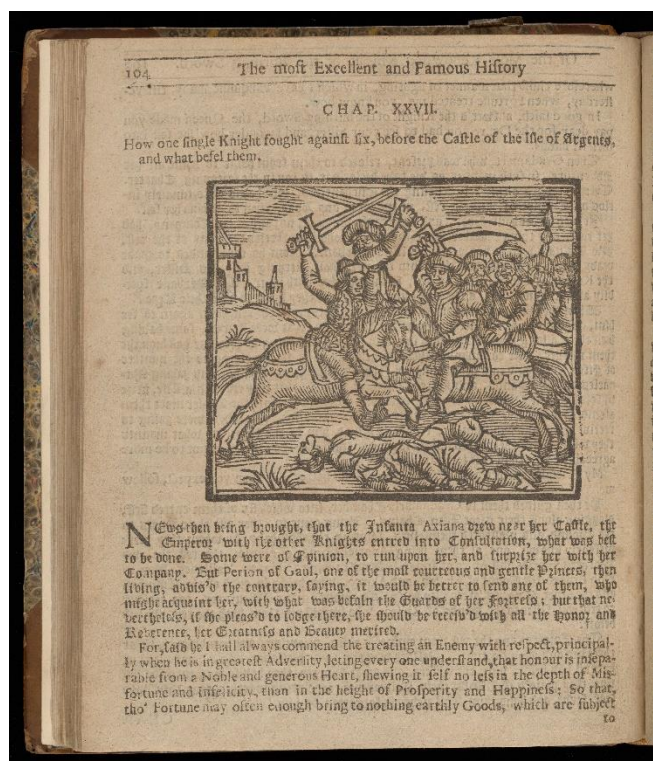 104
The moſt Excellent and Famous Hiſtory
CHAP. XXVII.
How one ſingle Knight fought againſt ſix, before the Caſtle of the Iſle of Argents,
and what befel them.
NEws then being brought, that the Infanta Axiana drew near her Caſtle, the
Emperor with the other Knights entred into Conſultation, what was beſt
to be done. Some were of Opinion, to run upon her, and ſurprize her with her
Company. But Perion of Gaul, one of the moſt courteous and gentle Princes, then
living, advis'd the contrary, ſaying, it would be better to ſend one of them, who
might acquaint her, with what was befaln the Guards of her Fortreſs; but that ne-
vertheleſs, if ſhe pleas'd to lodge there, ſhe ſhould be receiv'd with all the Honor and
Reverence, her Greatneſs and Beauty merited.
For, ſaid he I ſhall always commend the treating an Enemy with reſpect, principal-
ly when he is in greateſt Adverſity, leting every one underſtand, that honour is inſepa-
rable from a Noble and generous Heart, ſhewing it ſelf no leſs in the depth of Miſ-
fortune and infelicity, than in the height of Proſperity and Happineſs; So that,
tho' Fortune may often enough bring to nothing earthly Goods, which are ſubject
to